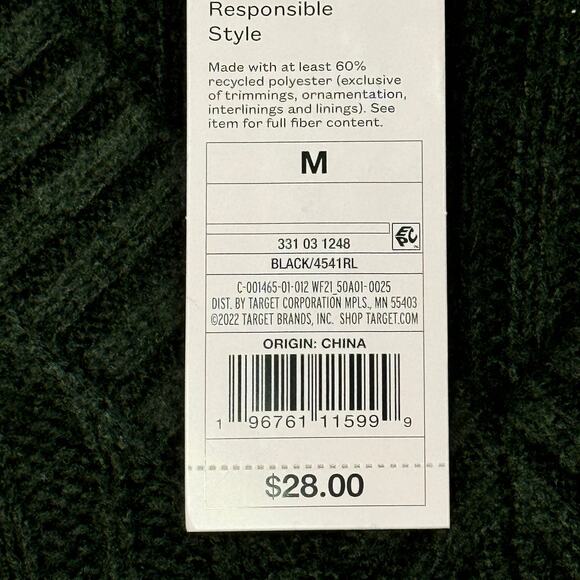 Responsible
Style
Made with at least 60%
recycled polyester (exclusive
of trimmings, ornamentation,
interlinings and linings). See
item for full fiber content.
M
EPC
331 03 1248
BLACK/4541RL
C-001465-01-012 WF21_50A01-0025
DIST. BY TARGET CORPORATION MPLS., MN 55403
©2022 TARGET BRANDS, INC. SHOP TARGET.COM
ORIGIN: CHINA
1 96761 11599 9
$28.00